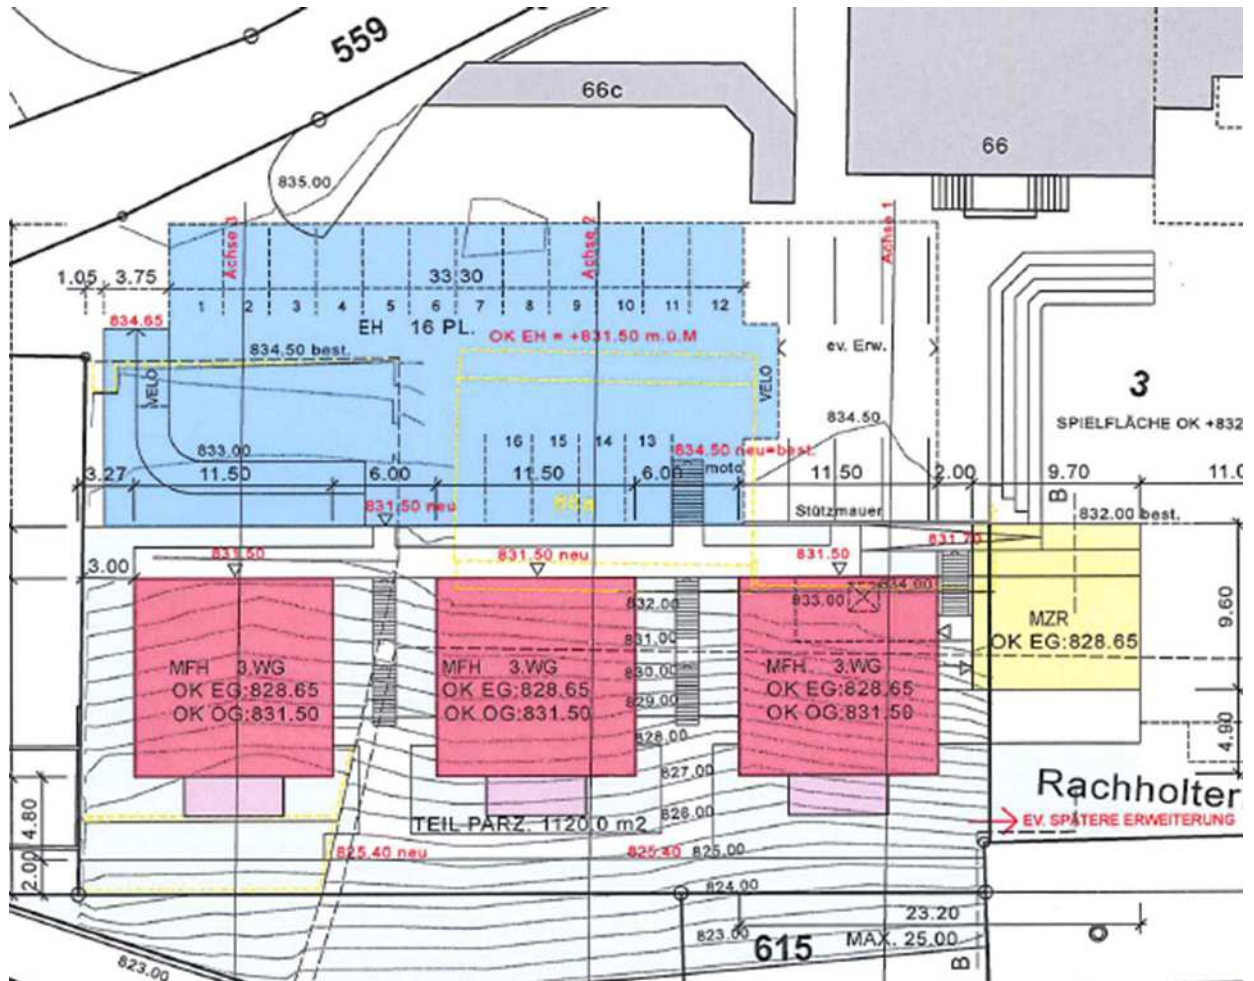 559
66c
66
835.00
Achse 3
Achse 2
Achse 1
1.05
3.75
33.30
1
2
3
4
5
6
7
8
9
10
11
12
834.65
EH 16 PL.
OK EH = +831.50 m.ü.M
834.50 best.
ev. Erw.
VELO
VELO
3
834.50
SPIELFLÄCHE OK +832
16
15
14
13
833.00
834.50 neu=best.
moto
3.27
11.50
6.00
11.50
6.00
11.50
2.00
9.70
11.0
B
831.50 neu
Stützmauer
832.00 best.
831.50
831.50 neu
831.50
831.70
3.00
834.00
833.00
832.00
9.60
MZR
OK EG:828.65
831.00
830.00
829.00
828.00
MFH 3.WG
OK EG:828.65
OK OG:831.50
MFH 3.WG
OK EG:828.65
OK OG:831.50
MFH 3.WG
OK EG:828.65
OK OG:831.50
4.90
827.00
826.00
Rachholter
EV. SPÄTERE ERWEITERUNG
4.80
TEIL PARZ. 1120.0 m2
825.40 neu
825.40
825.00
2.00
824.00
23.20
823.00
615
MAX. 25.00
B
823.00